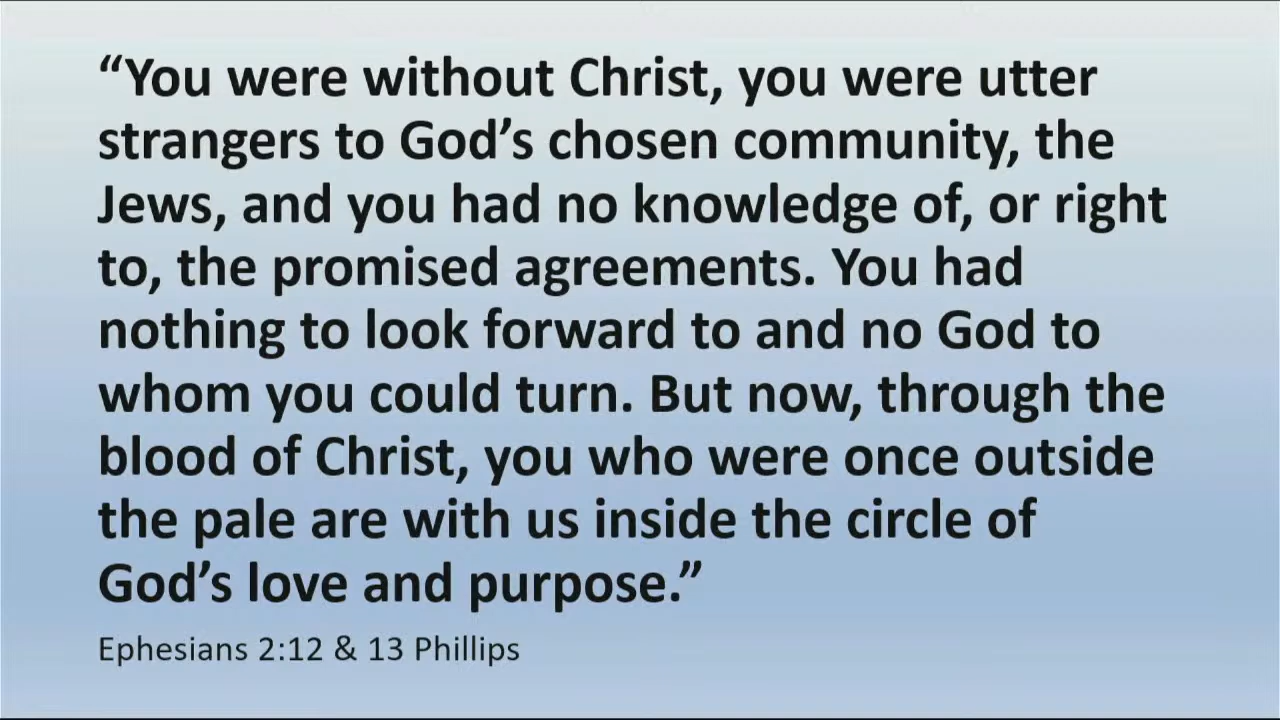 “You were without Christ, you were utter
strangers to God’s chosen community, the
Jews, and you had no knowledge of, or right
to, the promised agreements. You had
nothing to look forward to and no God to
whom you could turn. But now, through the
blood of Christ, you who were once outside
the pale are with us inside the circle of
God’s love and purpose.”
Ephesians 2:12 & 13 Phillips